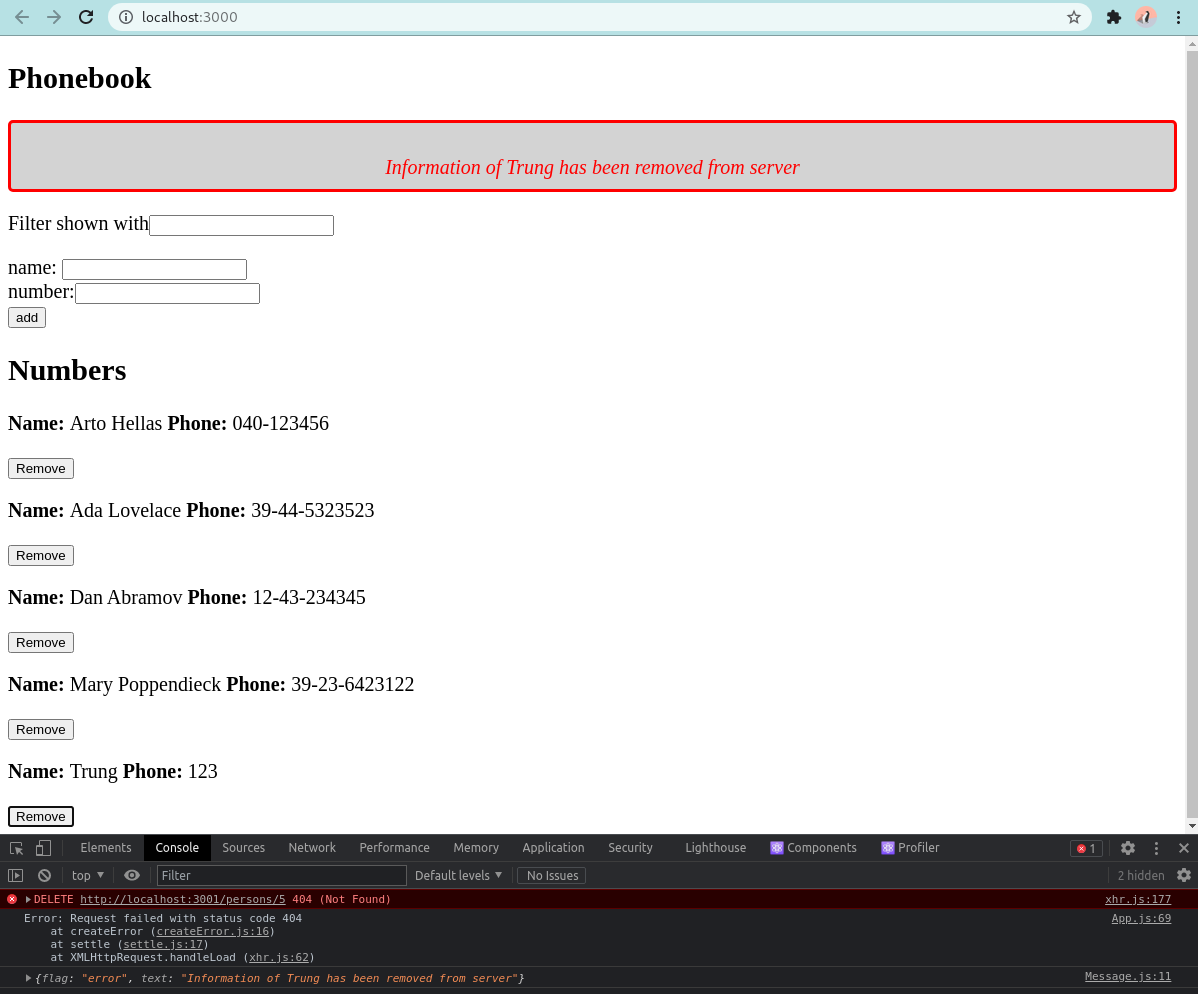 localhost:3000
Phonebook
Information of Trung has been removed from server
Filter shown with
name:
number:
add
Numbers
Name: Arto Hellas Phone: 040-123456
Remove
Name: Ada Lovelace Phone: 39-44-5323523
Remove
Name: Dan Abramov Phone: 12-43-234345
Remove
Name: Mary Poppendieck Phone: 39-23-6423122
Remove
Name: Trung Phone: 123
Remove
Elements Console Sources Network Performance Memory Application Security Lighthouse Components Profiler 1
top Filter Default levels No Issues 2 hidden
DELETE http://localhost:3001/persons/5 404 (Not Found) xhr.js:177
Error: Request failed with status code 404 App.js:69
at createError (createError.js:16)
at settle (settle.js:17)
at XMLHttpRequest.handleLoad (xhr.js:62)
{flag: "error", text: "Information of Trung has been removed from server"} Message.js:11